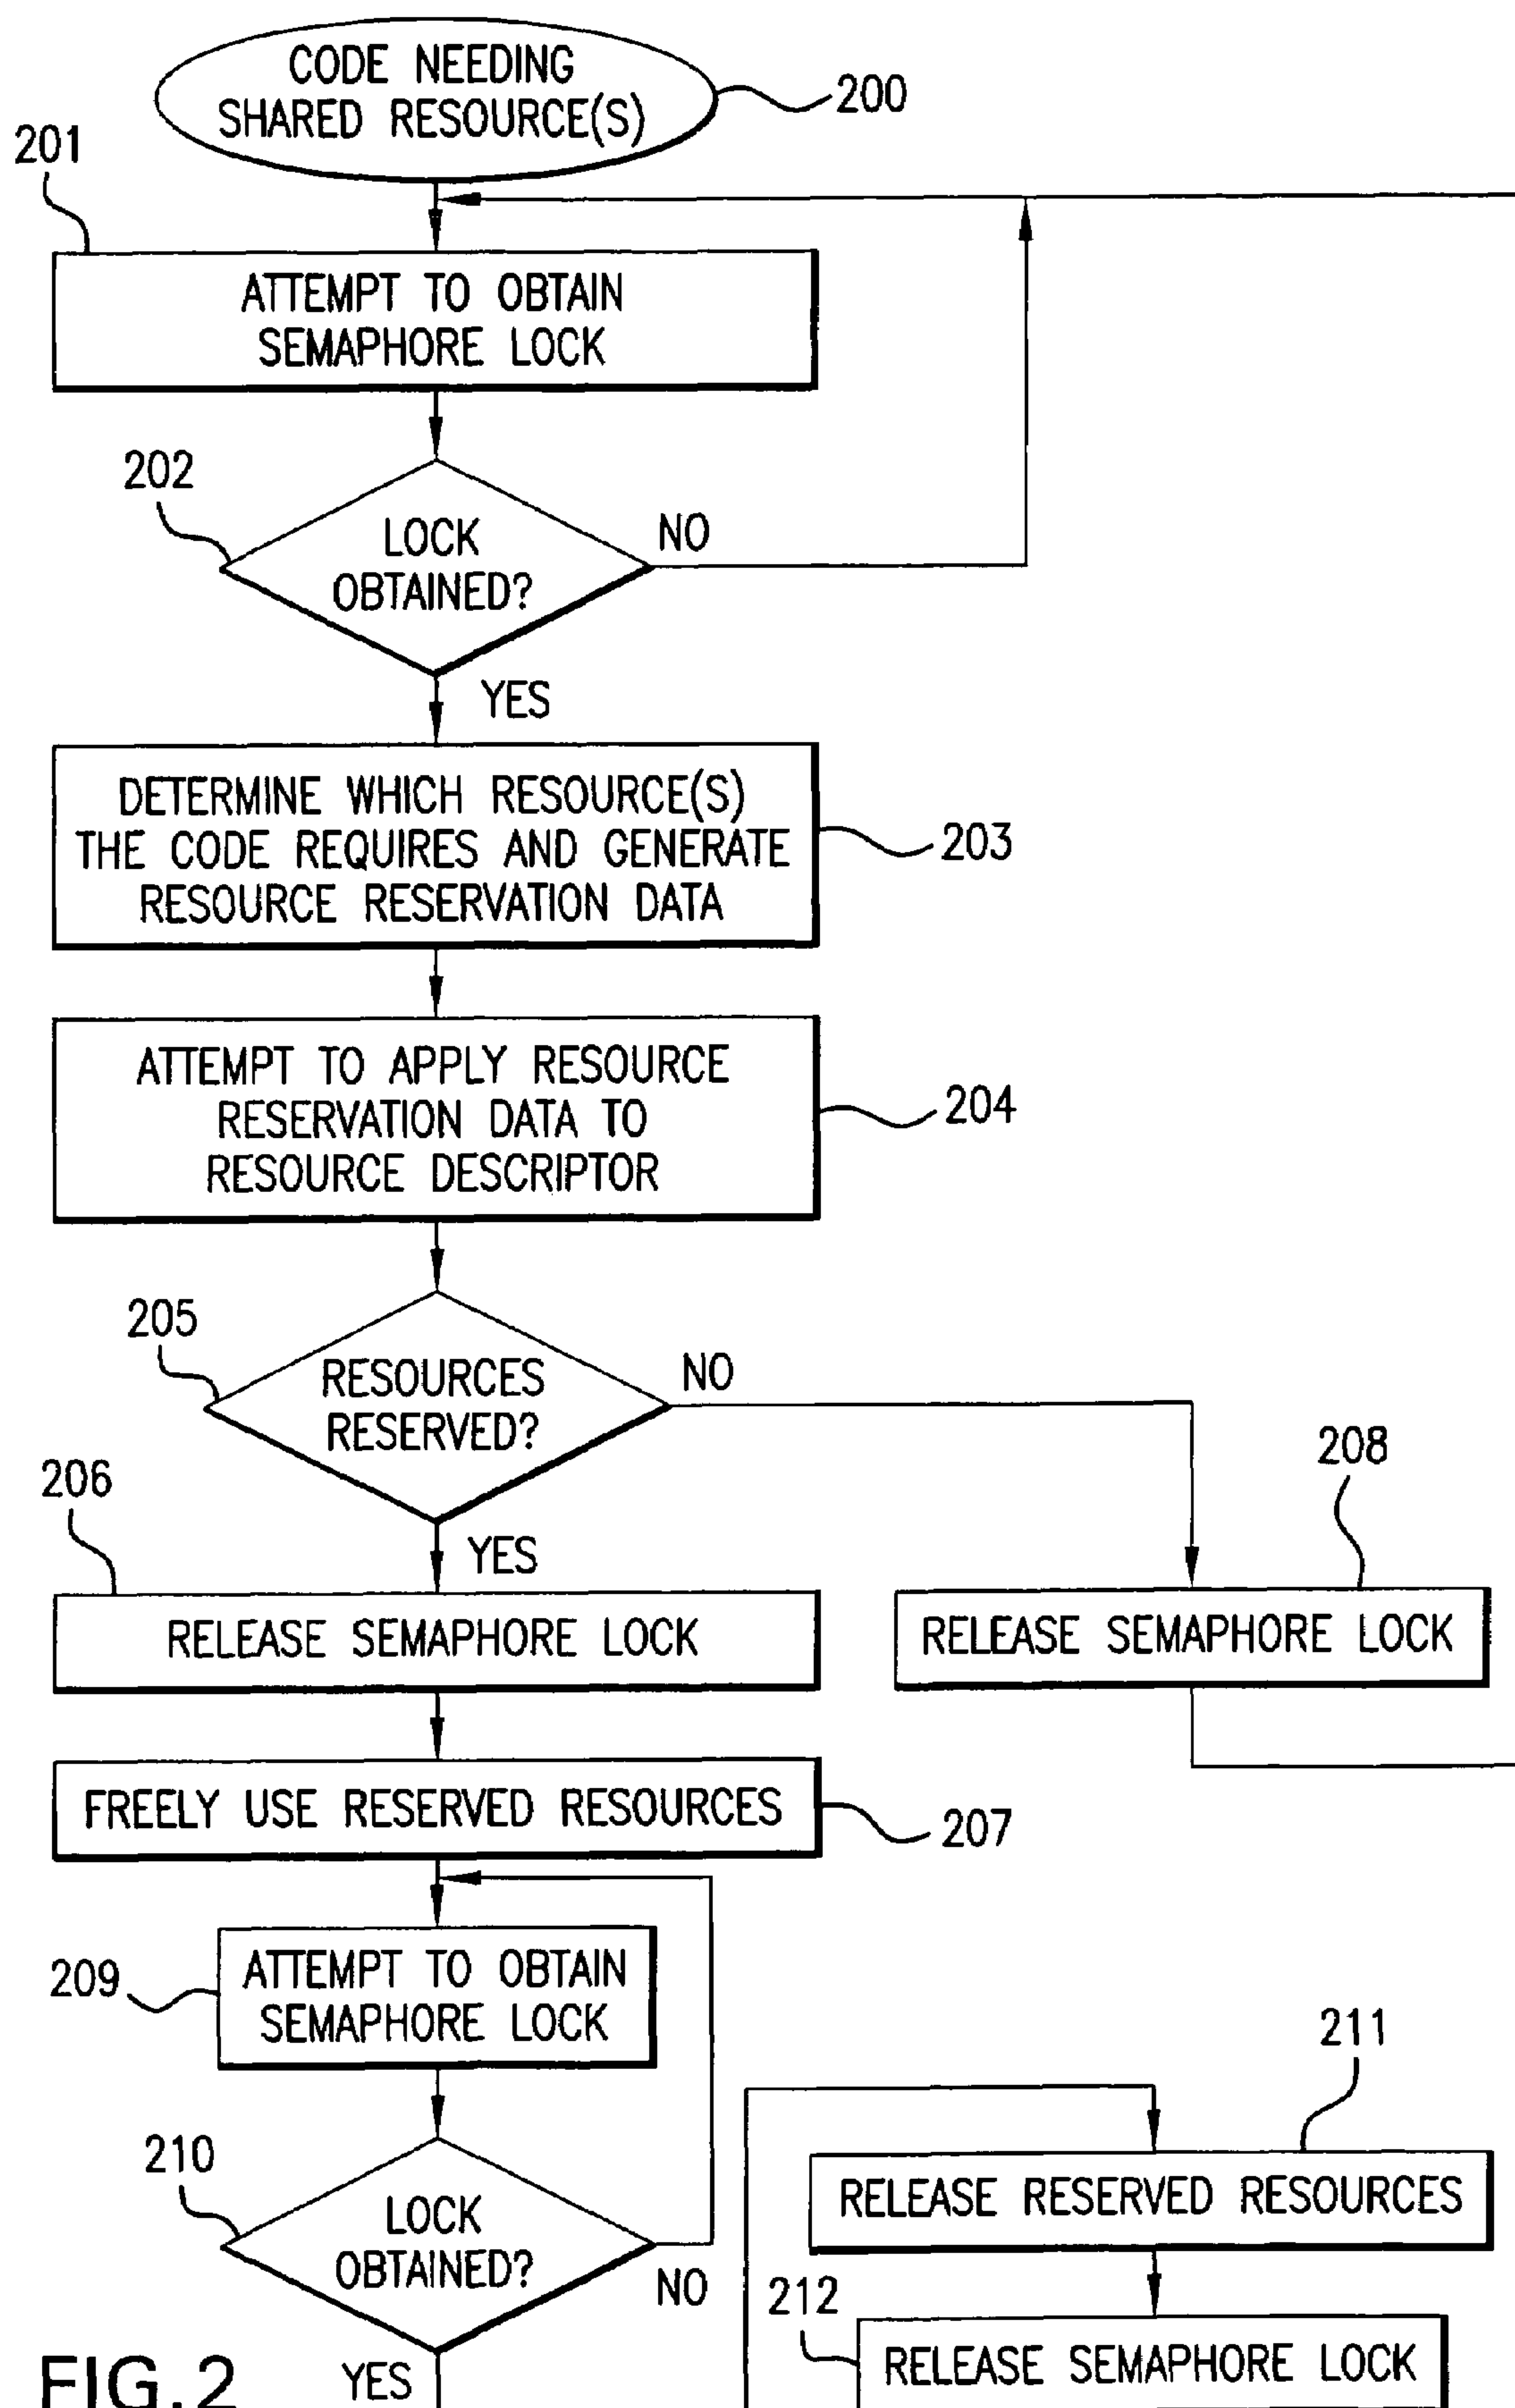 CODE NEEDING
SHARED RESOURCE(S)
200
201
ATTEMPT TO OBTAIN
SEMAPHORE LOCK
202
LOCK
OBTAINED?
NO
YES
DETERMINE WHICH RESOURCE(S)
THE CODE REQUIRES AND GENERATE
RESOURCE RESERVATION DATA
203
ATTEMPT TO APPLY RESOURCE
RESERVATION DATA TO
RESOURCE DESCRIPTOR
204
205
RESOURCES
RESERVED?
NO
YES
206
RELEASE SEMAPHORE LOCK
208
RELEASE SEMAPHORE LOCK
FREELY USE RESERVED RESOURCES
207
209
ATTEMPT TO OBTAIN
SEMAPHORE LOCK
210
LOCK
OBTAINED?
NO
YES
211
RELEASE RESERVED RESOURCES
212
RELEASE SEMAPHORE LOCK
FIG.2